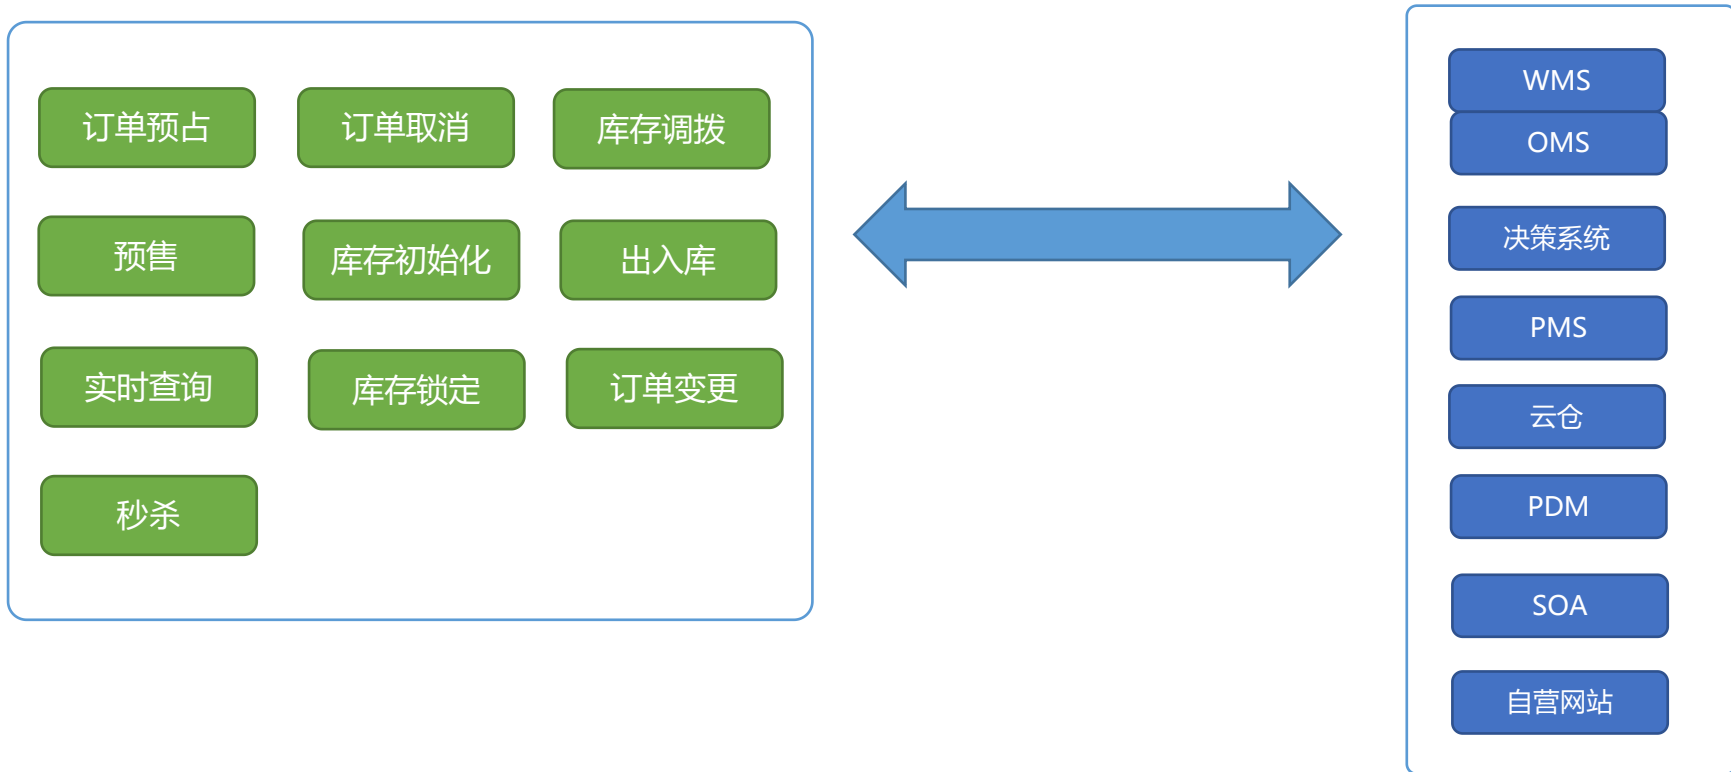 订单预占
订单取消
库存调拨
预售
库存初始化
出入库
实时查询
库存锁定
订单变更
秒杀
WMS
OMS
决策系统
PMS
云仓
PDM
SOA
自营网站